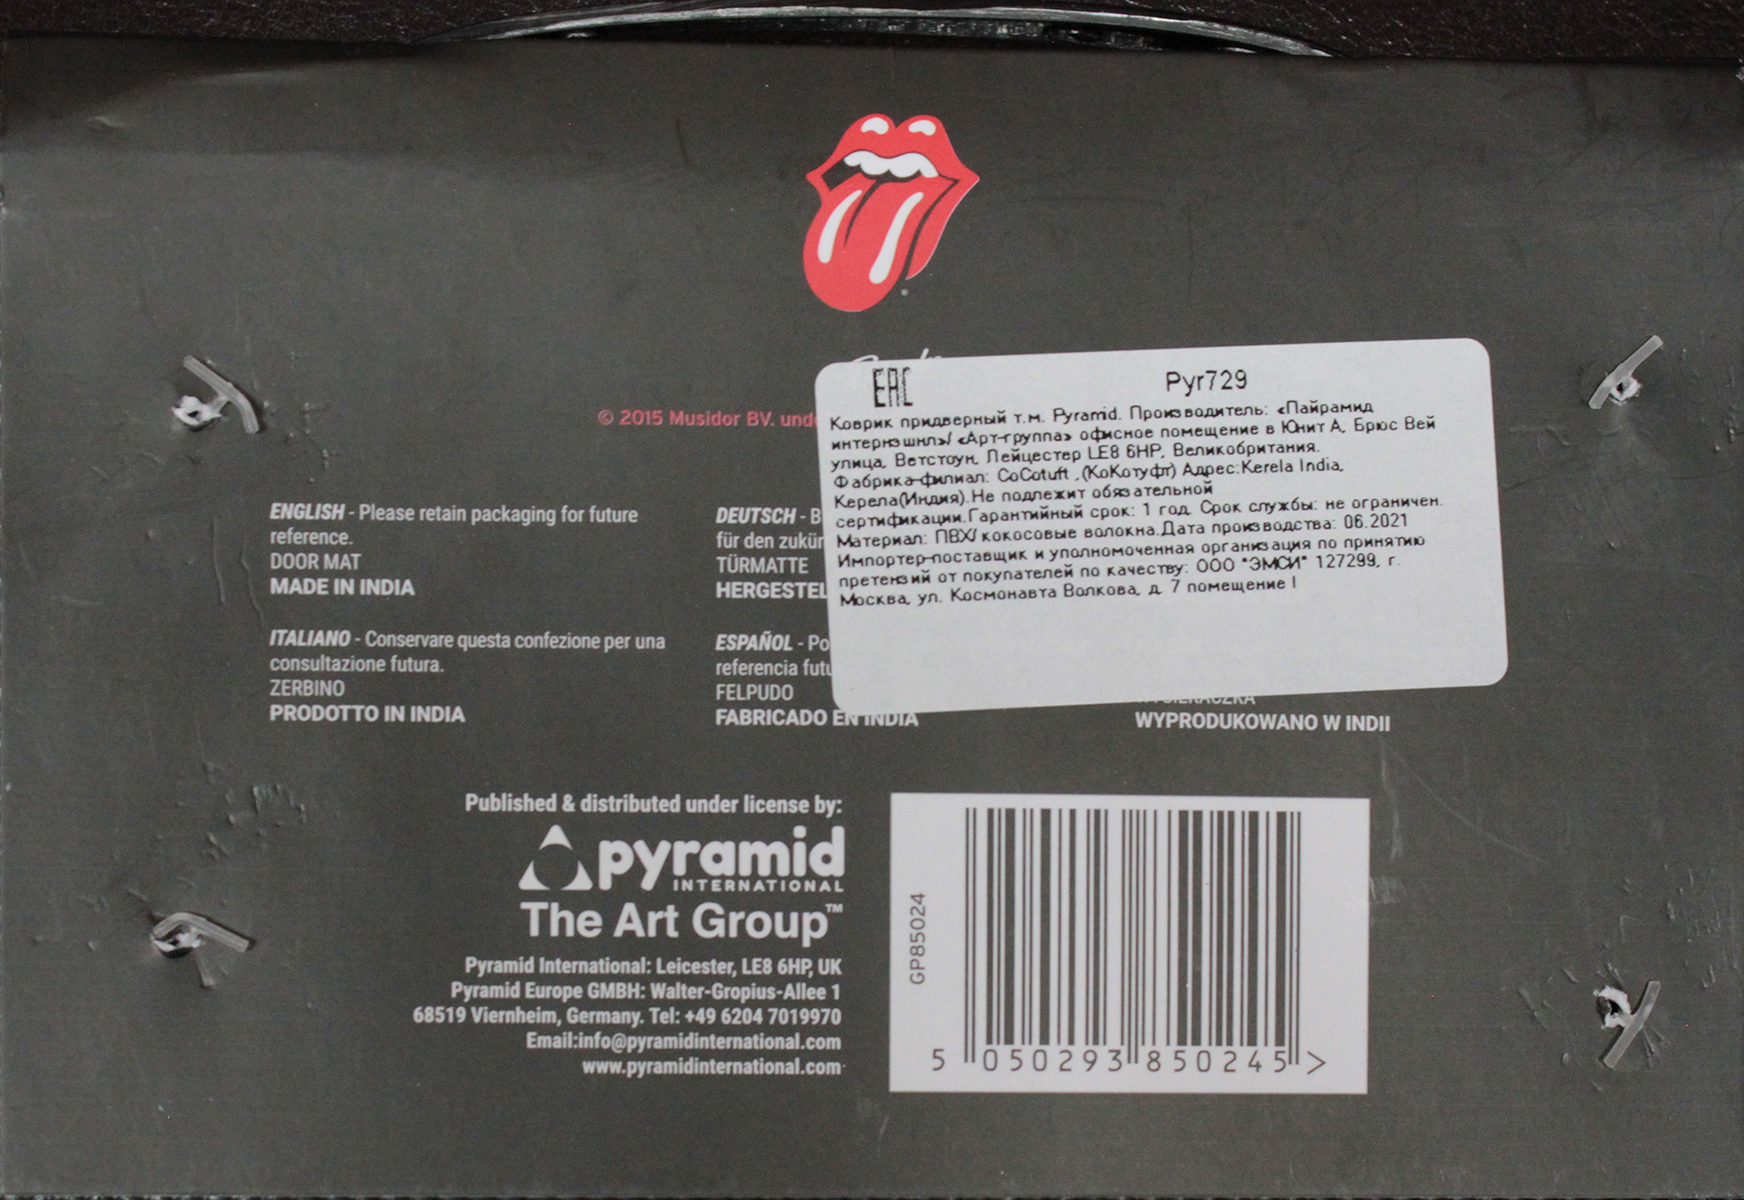 EAC
Pyr729
Коврик придверный т.м. Pyramid. Производитель: «Пайрамид
интернэшнл»/ «Арт-группа» офисное помещение в Юнит А, Брюс Вей
улица, Ветстоун, Лейцестер LE8 6HP, Великобритания.
Фабрика-филиал: CoCotuft ,(КоКотуфт) Адрес:Kerela India,
Керела(Индия).Не подлежит обязательной
сертификации.Гарантийный срок: 1 год. Срок службы: не ограничен.
Материал: ПВХ/ кокосовые волокна.Дата производства: 06.2021
Импортер-поставщик и уполномоченная организация по принятию
претензий от покупателей по качеству: ООО "ЭМСИ" 127299, г.
Москва, ул. Космонавта Волкова, д. 7 помещение I
© 2015 Musidor BV.
ENGLISH - Please retain packaging for future
reference.
DOOR MAT
MADE IN INDIA
DEUTSCH - B
für den zukün
TÜRMATTE
HERGESTEL
ITALIANO - Conservare questa confezione per una
consultazione futura.
ZERBINO
PRODOTTO IN INDIA
ESPAÑOL - Po
referencia futu
FELPUDO
FABRICADO EN INDIA
WYPRODUKOWANO W INDII
Published & distributed under license by:
pyramid
INTERNATIONAL
The Art Group™
Pyramid International: Leicester, LE8 6HP, UK
Pyramid Europe GMBH: Walter-Gropius-Allee 1
68519 Viernheim, Germany. Tel: +49 6204 7019970
Email:info@pyramidinternational.com
www.pyramidinternational.com
GP85024
5 050293 850245 >